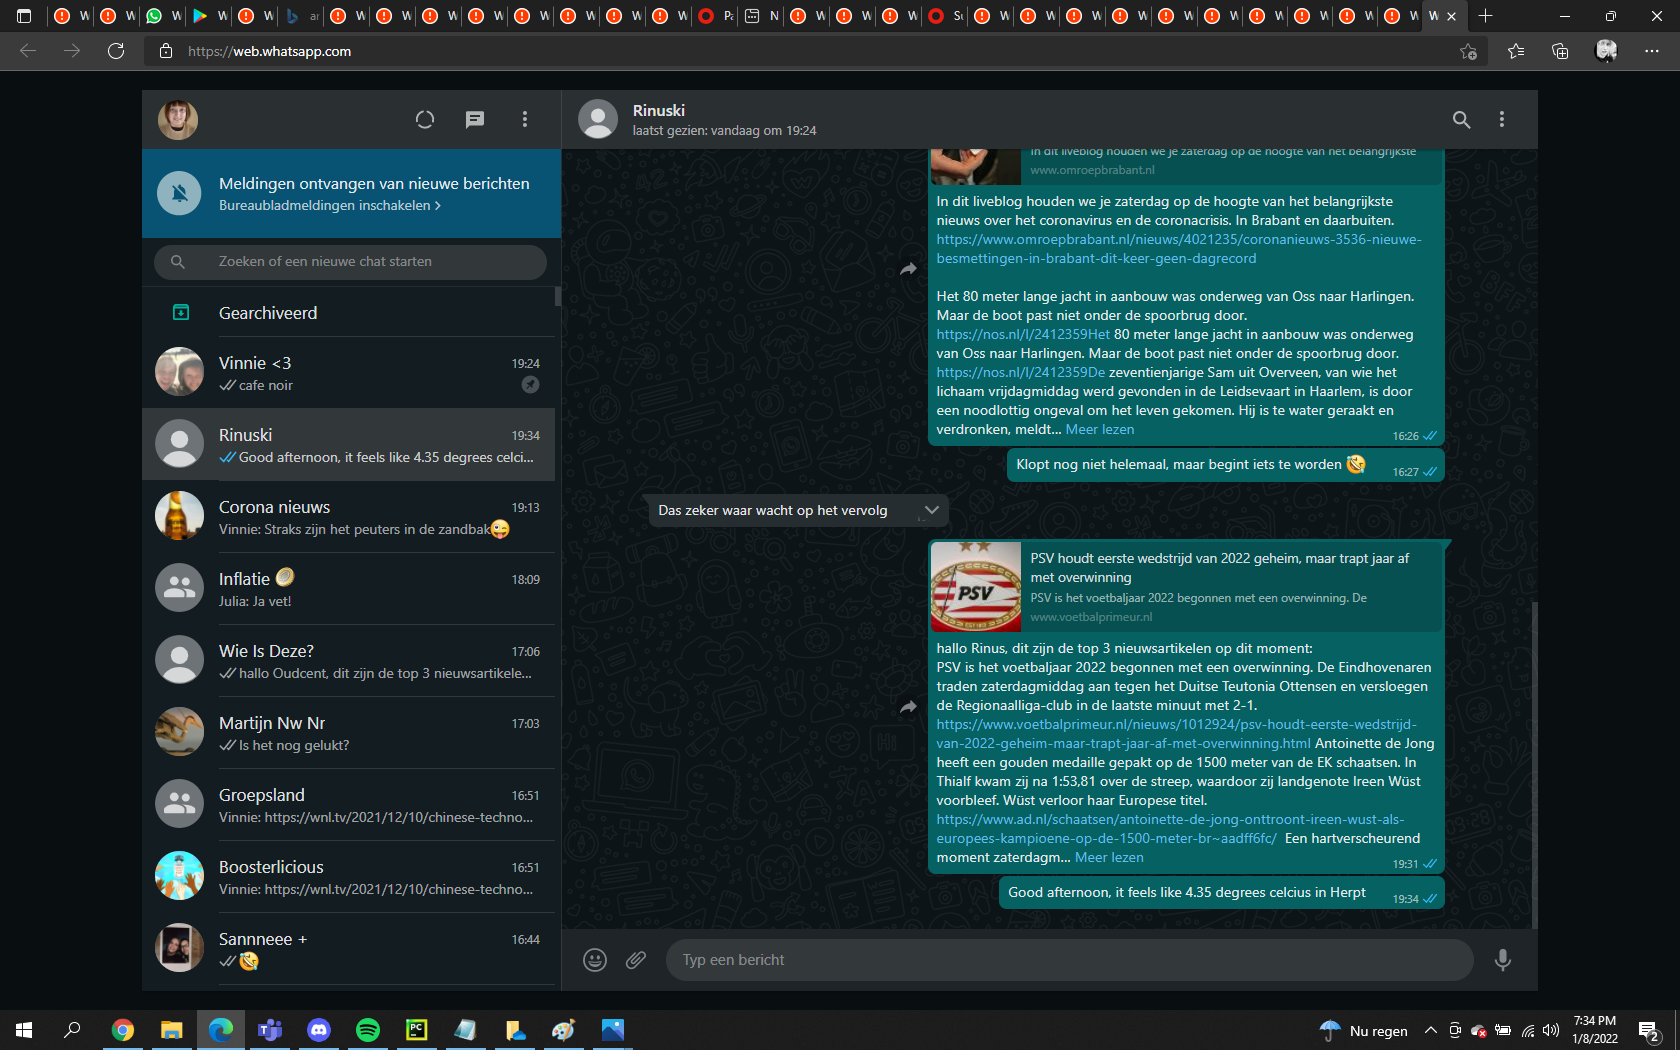 https://web.whatsapp.com
Meldingen ontvangen van nieuwe berichten
Bureaubladmeldingen inschakelen >
Zoeken of een nieuwe chat starten
Gearchiveerd
Vinnie <3 19:24
cafe noir
Rinuski 19:34
Good afternoon, it feels like 4.35 degrees celci...
Corona nieuws 19:13
Vinnie: Straks zijn het peuters in de zandbak😜
Inflatie 🪙 18:09
Julia: Ja vet!
Wie Is Deze? 17:06
hallo Oudcent, dit zijn de top 3 nieuwsartikele...
Martijn Nw Nr 17:03
Is het nog gelukt?
Groepsland 16:51
Vinnie: https://wnl.tv/2021/12/10/chinese-techno...
Boosterlicious 16:51
Vinnie: https://wnl.tv/2021/12/10/chinese-techno...
Sannneee + 16:44
🤣
Rinuski
laatst gezien: vandaag om 19:24
In dit liveblog houden we je zaterdag op de hoogte van het belangrijkste
www.omroepbrabant.nl
In dit liveblog houden we je zaterdag op de hoogte van het belangrijkste
nieuws over het coronavirus en de coronacrisis. In Brabant en daarbuiten.
https://www.omroepbrabant.nl/nieuws/4021235/coronanieuws-3536-nieuwe-
besmettingen-in-brabant-dit-keer-geen-dagrecord
Het 80 meter lange jacht in aanbouw was onderweg van Oss naar Harlingen.
Maar de boot past niet onder de spoorbrug door.
https://nos.nl/l/2412359Het 80 meter lange jacht in aanbouw was onderweg
van Oss naar Harlingen. Maar de boot past niet onder de spoorbrug door.
https://nos.nl/l/2412359De zeventienjarige Sam uit Overveen, van wie het
lichaam vrijdagmiddag werd gevonden in de Leidsevaart in Haarlem, is door
een noodlottig ongeval om het leven gekomen. Hij is te water geraakt en
verdronken, meldt... Meer lezen
16:26
Klopt nog niet helemaal, maar begint iets te worden 🤣 16:27
Das zeker waar wacht op het vervolg
PSV
PSV houdt eerste wedstrijd van 2022 geheim, maar trapt jaar af
met overwinning
PSV is het voetbaljaar 2022 begonnen met een overwinning. De
www.voetbalprimeur.nl
hallo Rinus, dit zijn de top 3 nieuwsartikelen op dit moment:
PSV is het voetbaljaar 2022 begonnen met een overwinning. De Eindhovenaren
traden zaterdagmiddag aan tegen het Duitse Teutonia Ottensen en versloegen
de Regionaalliga-club in de laatste minuut met 2-1.
https://www.voetbalprimeur.nl/nieuws/1012924/psv-houdt-eerste-wedstrijd-
van-2022-geheim-maar-trapt-jaar-af-met-overwinning.html Antoinette de Jong
heeft een gouden medaille gepakt op de 1500 meter van de EK schaatsen. In
Thialf kwam zij na 1:53,81 over de streep, waardoor zij landgenote Ireen Wüst
voorbleef. Wüst verloor haar Europese titel.
https://www.ad.nl/schaatsen/antoinette-de-jong-onttroont-ireen-wust-als-
europees-kampioene-op-de-1500-meter-br~aadff6fc/ Een hartverscheurend
moment zaterdagm... Meer lezen
19:31
Good afternoon, it feels like 4.35 degrees celcius in Herpt 19:34
Typ een bericht
Nu regen
7:34 PM
1/8/2022
2